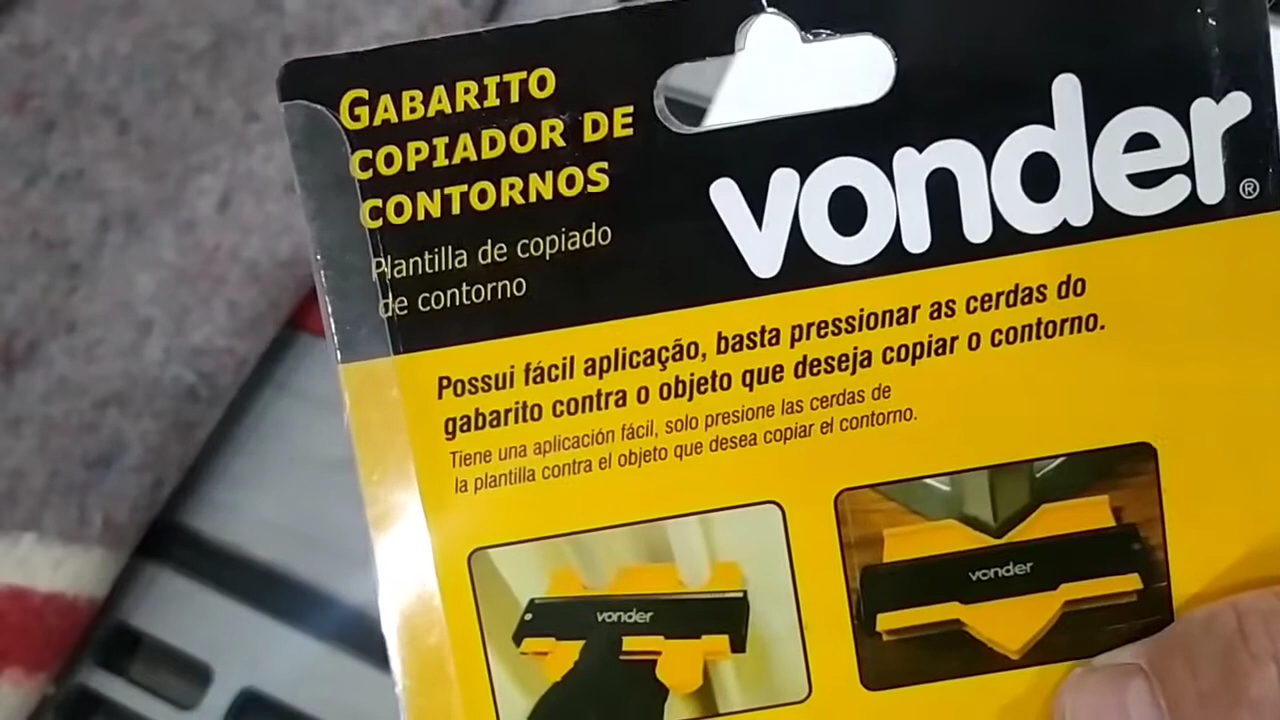 GABARITO
COPIADOR DE
CONTORNOS
Plantilla de copiado
de contorno
vonder®
Possui fácil aplicação, basta pressionar as cerdas do
gabarito contra o objeto que deseja copiar o contorno.
Tiene una aplicación fácil, solo presione las cerdas de
la plantilla contra el objeto que desea copiar el contorno.
vonder
vonder